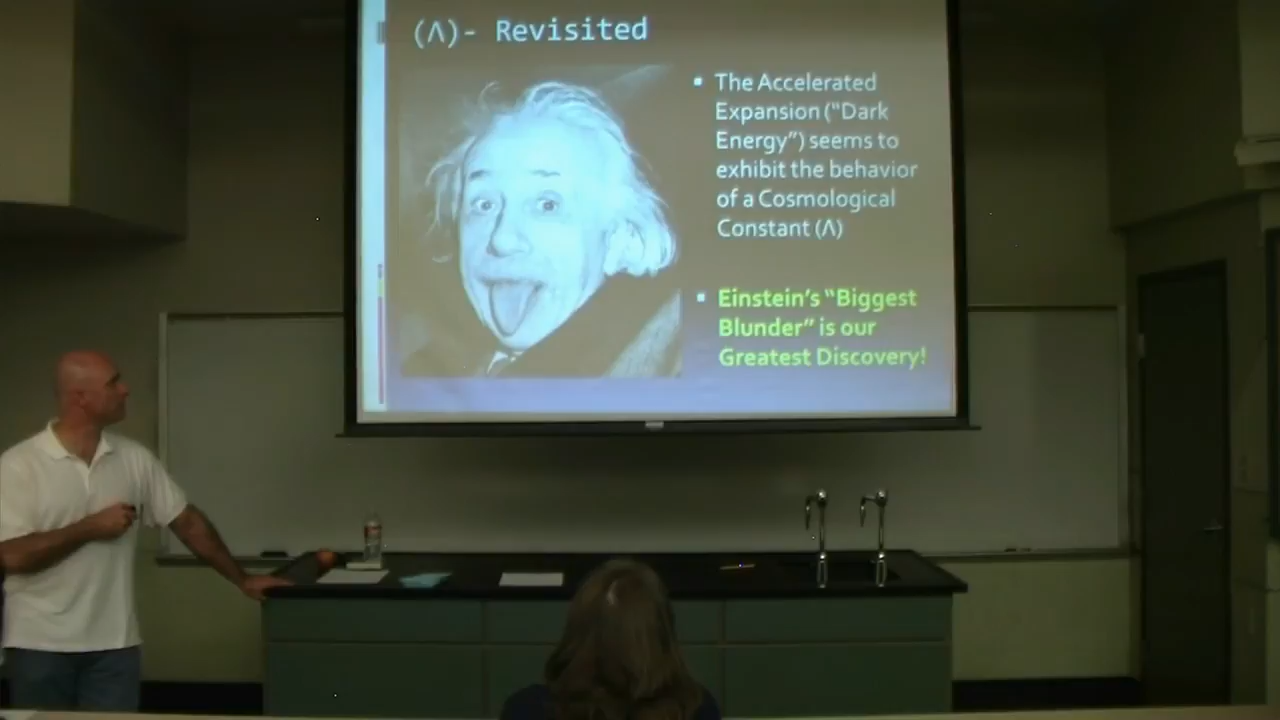 (Λ)- Revisited
▪ The Accelerated
Expansion (“Dark
Energy”) seems to
exhibit the behavior
of a Cosmological
Constant (Λ)
▪ Einstein’s “Biggest
Blunder” is our
Greatest Discovery!